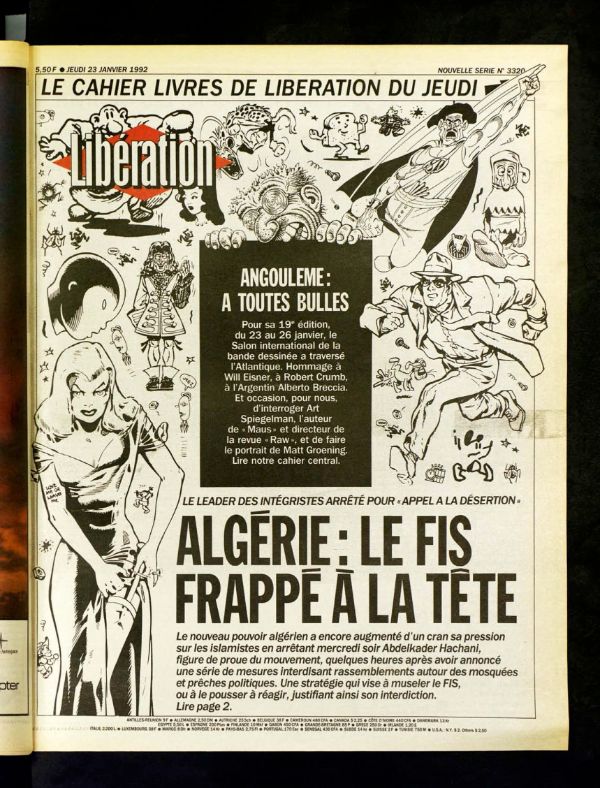 5,50 F ● JEUDI 23 JANVIER 1992
NOUVELLE SERIE N° 3320
LE CAHIER LIVRES DE LIBERATION DU JEUDI
Libération
ANGOULEME :
A TOUTES BULLES
Pour sa 19e édition,
du 23 au 26 janvier, le
Salon international de la
bande dessinée a traversé
l'Atlantique. Hommage à
Will Eisner, à Robert Crumb,
à l'Argentin Alberto Breccia.
Et occasion, pour nous,
d'interroger Art
Spiegelman, l'auteur
de « Maus » et directeur de
la revue « Raw », et de faire
le portrait de Matt Groening.
Lire notre cahier central.
LE LEADER DES INTÉGRISTES ARRÊTÉ POUR « APPEL A LA DÉSERTION »
ALGÉRIE : LE FIS
FRAPPÉ À LA TÊTE
Le nouveau pouvoir algérien a encore augmenté d'un cran sa pression
sur les islamistes en arrêtant mercredi soir Abdelkader Hachani,
figure de proue du mouvement, quelques heures après avoir annoncé
une série de mesures interdisant rassemblements autour des mosquées
et prêches politiques. Une stratégie qui vise à museler le FIS,
ou à le pousser à réagir, justifiant ainsi son interdiction.
Lire page 2.